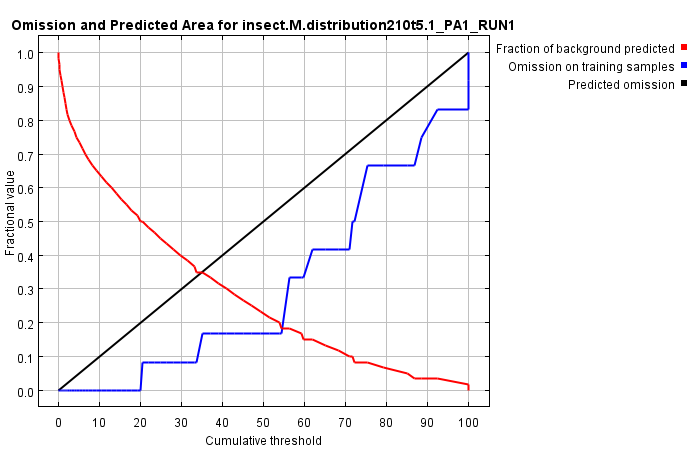 Omission and Predicted Area for insect.M.distribution210t5.1_PA1_RUN1
Fraction of background predicted
Omission on training samples
Predicted omission
Fractional value
1.0
0.9
0.8
0.7
0.6
0.5
0.4
0.3
0.2
0.1
0.0
0 10 20 30 40 50 60 70 80 90 100
Cumulative threshold